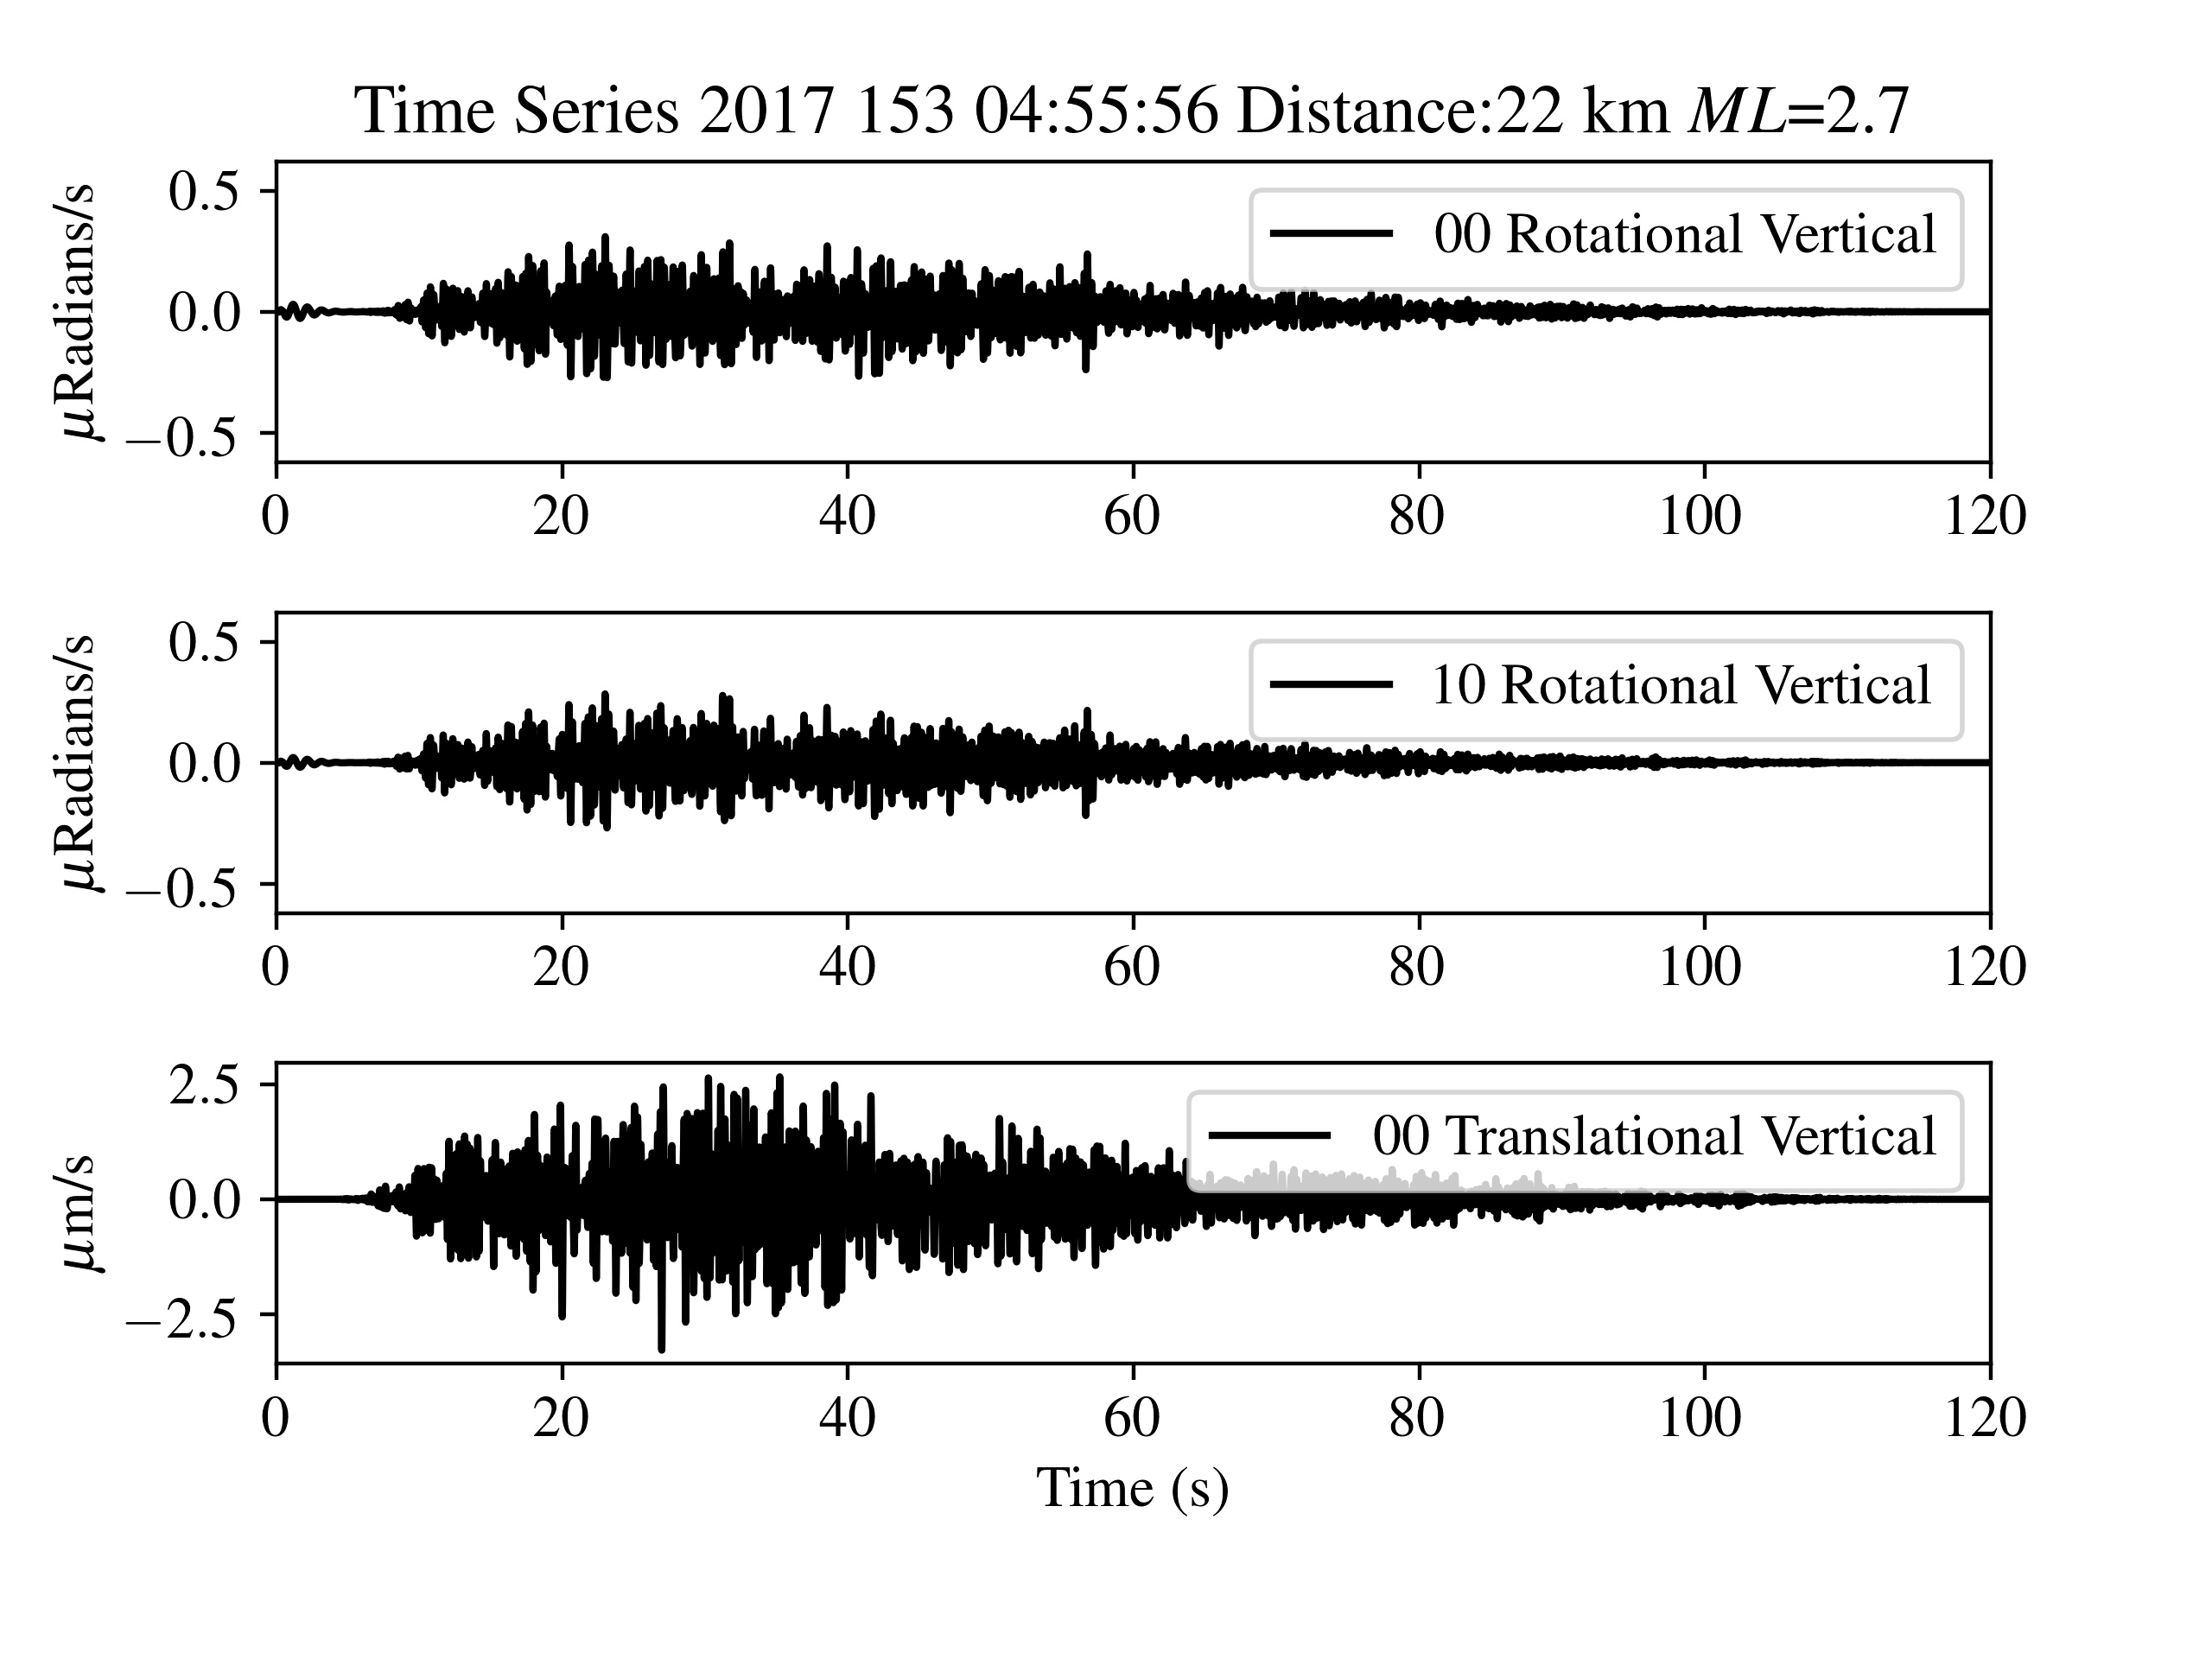 Time Series 2017 153 04:55:56 Distance:22 km ML=2.7
μRadians/s
0.5
0.0
−0.5
00 Rotational Vertical
0 20 40 60 80 100 120
μRadians/s
0.5
0.0
−0.5
10 Rotational Vertical
0 20 40 60 80 100 120
μm/s
2.5
0.0
−2.5
00 Translational Vertical
0 20 40 60 80 100 120
Time (s)